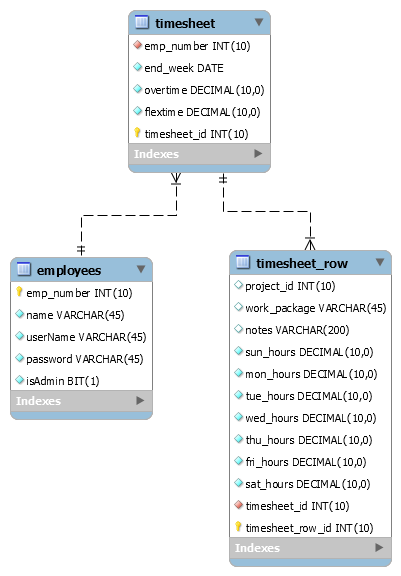 timesheet
emp_number INT(10)
end_week DATE
overtime DECIMAL(10,0)
flextime DECIMAL(10,0)
timesheet_id INT(10)
Indexes
employees
emp_number INT(10)
name VARCHAR(45)
userName VARCHAR(45)
password VARCHAR(45)
isAdmin BIT(1)
Indexes
timesheet_row
project_id INT(10)
work_package VARCHAR(45)
notes VARCHAR(200)
sun_hours DECIMAL(10,0)
mon_hours DECIMAL(10,0)
tue_hours DECIMAL(10,0)
wed_hours DECIMAL(10,0)
thu_hours DECIMAL(10,0)
fri_hours DECIMAL(10,0)
sat_hours DECIMAL(10,0)
timesheet_id INT(10)
timesheet_row_id INT(10)
Indexes